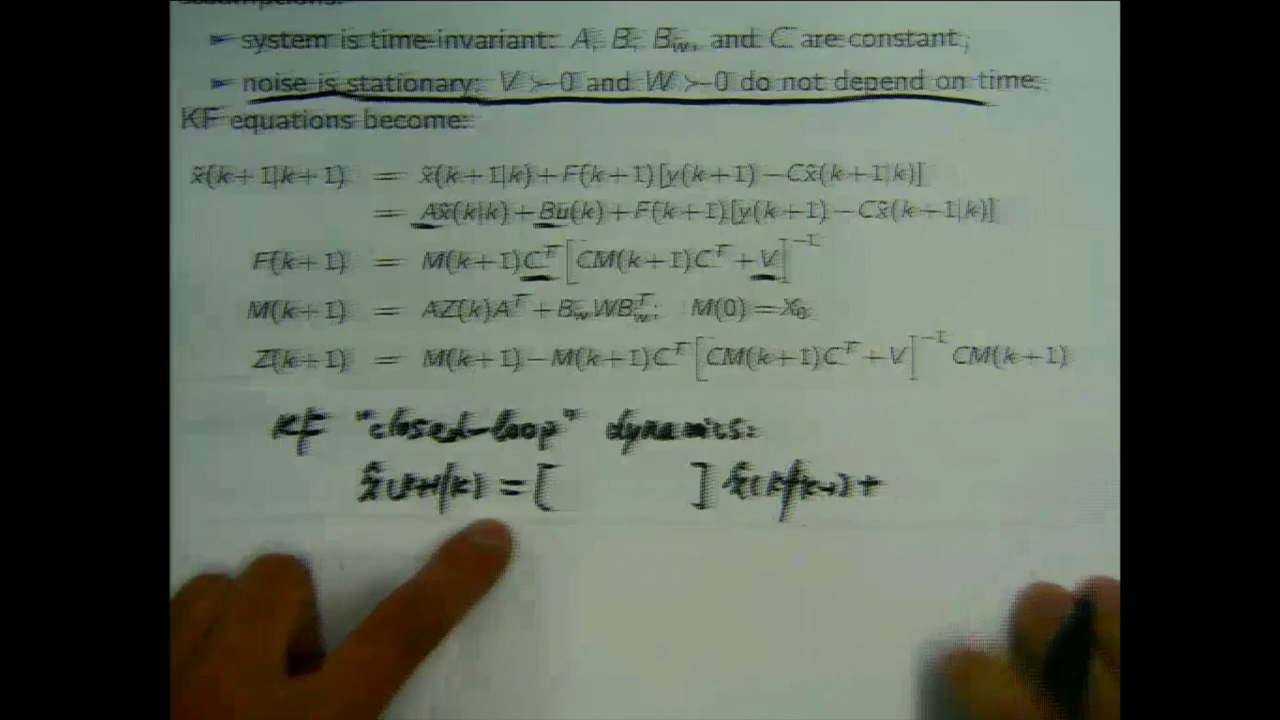 assumptions:
► system is time-invariant: A, B, B_w, and C are constant;
► noise is stationary: V ≻ 0 and W ≻ 0 do not depend on time.
KF equations become:
x̂(k+1|k+1) = x̂(k+1|k) + F(k+1)[y(k+1) − Cx̂(k+1|k)]
= Ax̂(k|k) + Bu(k) + F(k+1)[y(k+1) − Cx̂(k+1|k)]
F(k+1) = M(k+1)C^T [CM(k+1)C^T + V]^{-1}
M(k+1) = AZ(k)A^T + B_w W B_w^T; M(0) = X_0
Z(k+1) = M(k+1) − M(k+1)C^T [CM(k+1)C^T + V]^{-1} CM(k+1)
KF "closed-loop" dynamics:
x̂(k+1|k) = [ ] x̂(k|k-1) +